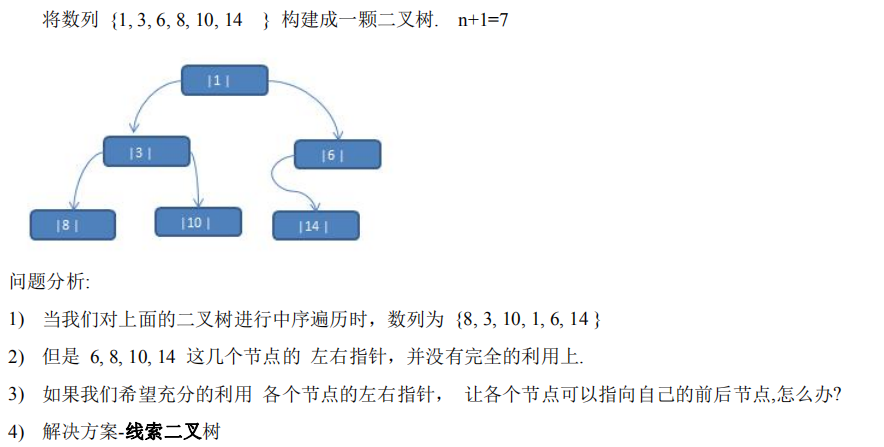 将数列 {1, 3, 6, 8, 10, 14 } 构建成一颗二叉树. n+1=7
|1|
|3|
|6|
|8|
|10|
|14|
问题分析:
1) 当我们对上面的二叉树进行中序遍历时，数列为 {8, 3, 10, 1, 6, 14 }
2) 但是 6, 8, 10, 14 这几个节点的 左右指针，并没有完全的利用上.
3) 如果我们希望充分的利用 各个节点的左右指针， 让各个节点可以指向自己的前后节点,怎么办?
4) 解决方案-线索二叉树